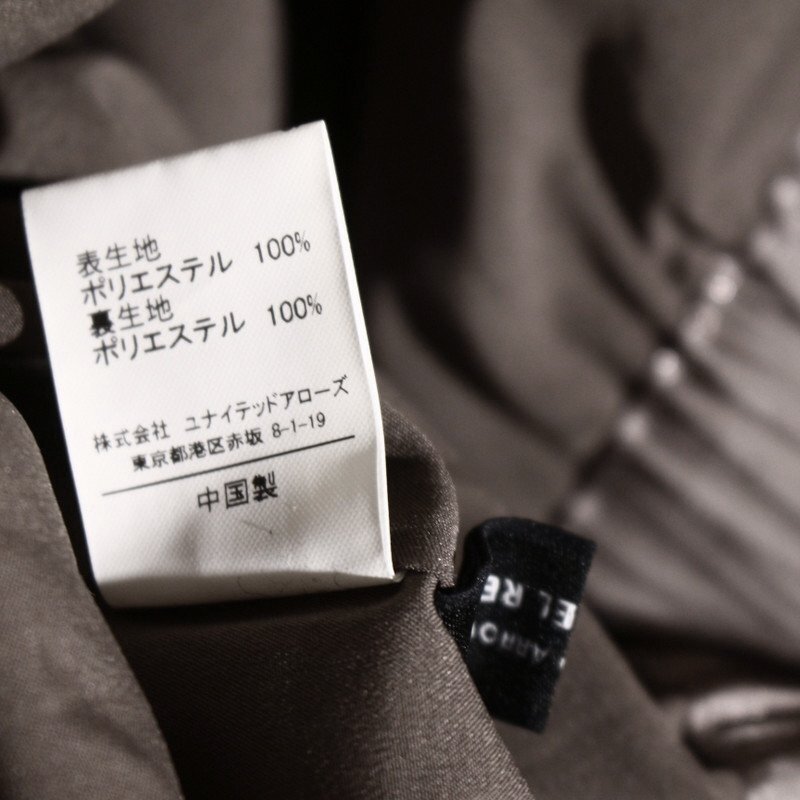 表生地
ポリエステル 100%
裏生地
ポリエステル 100%
株式会社 ユナイテッドアローズ
東京都港区赤坂 8-1-19
中国製
EL RE